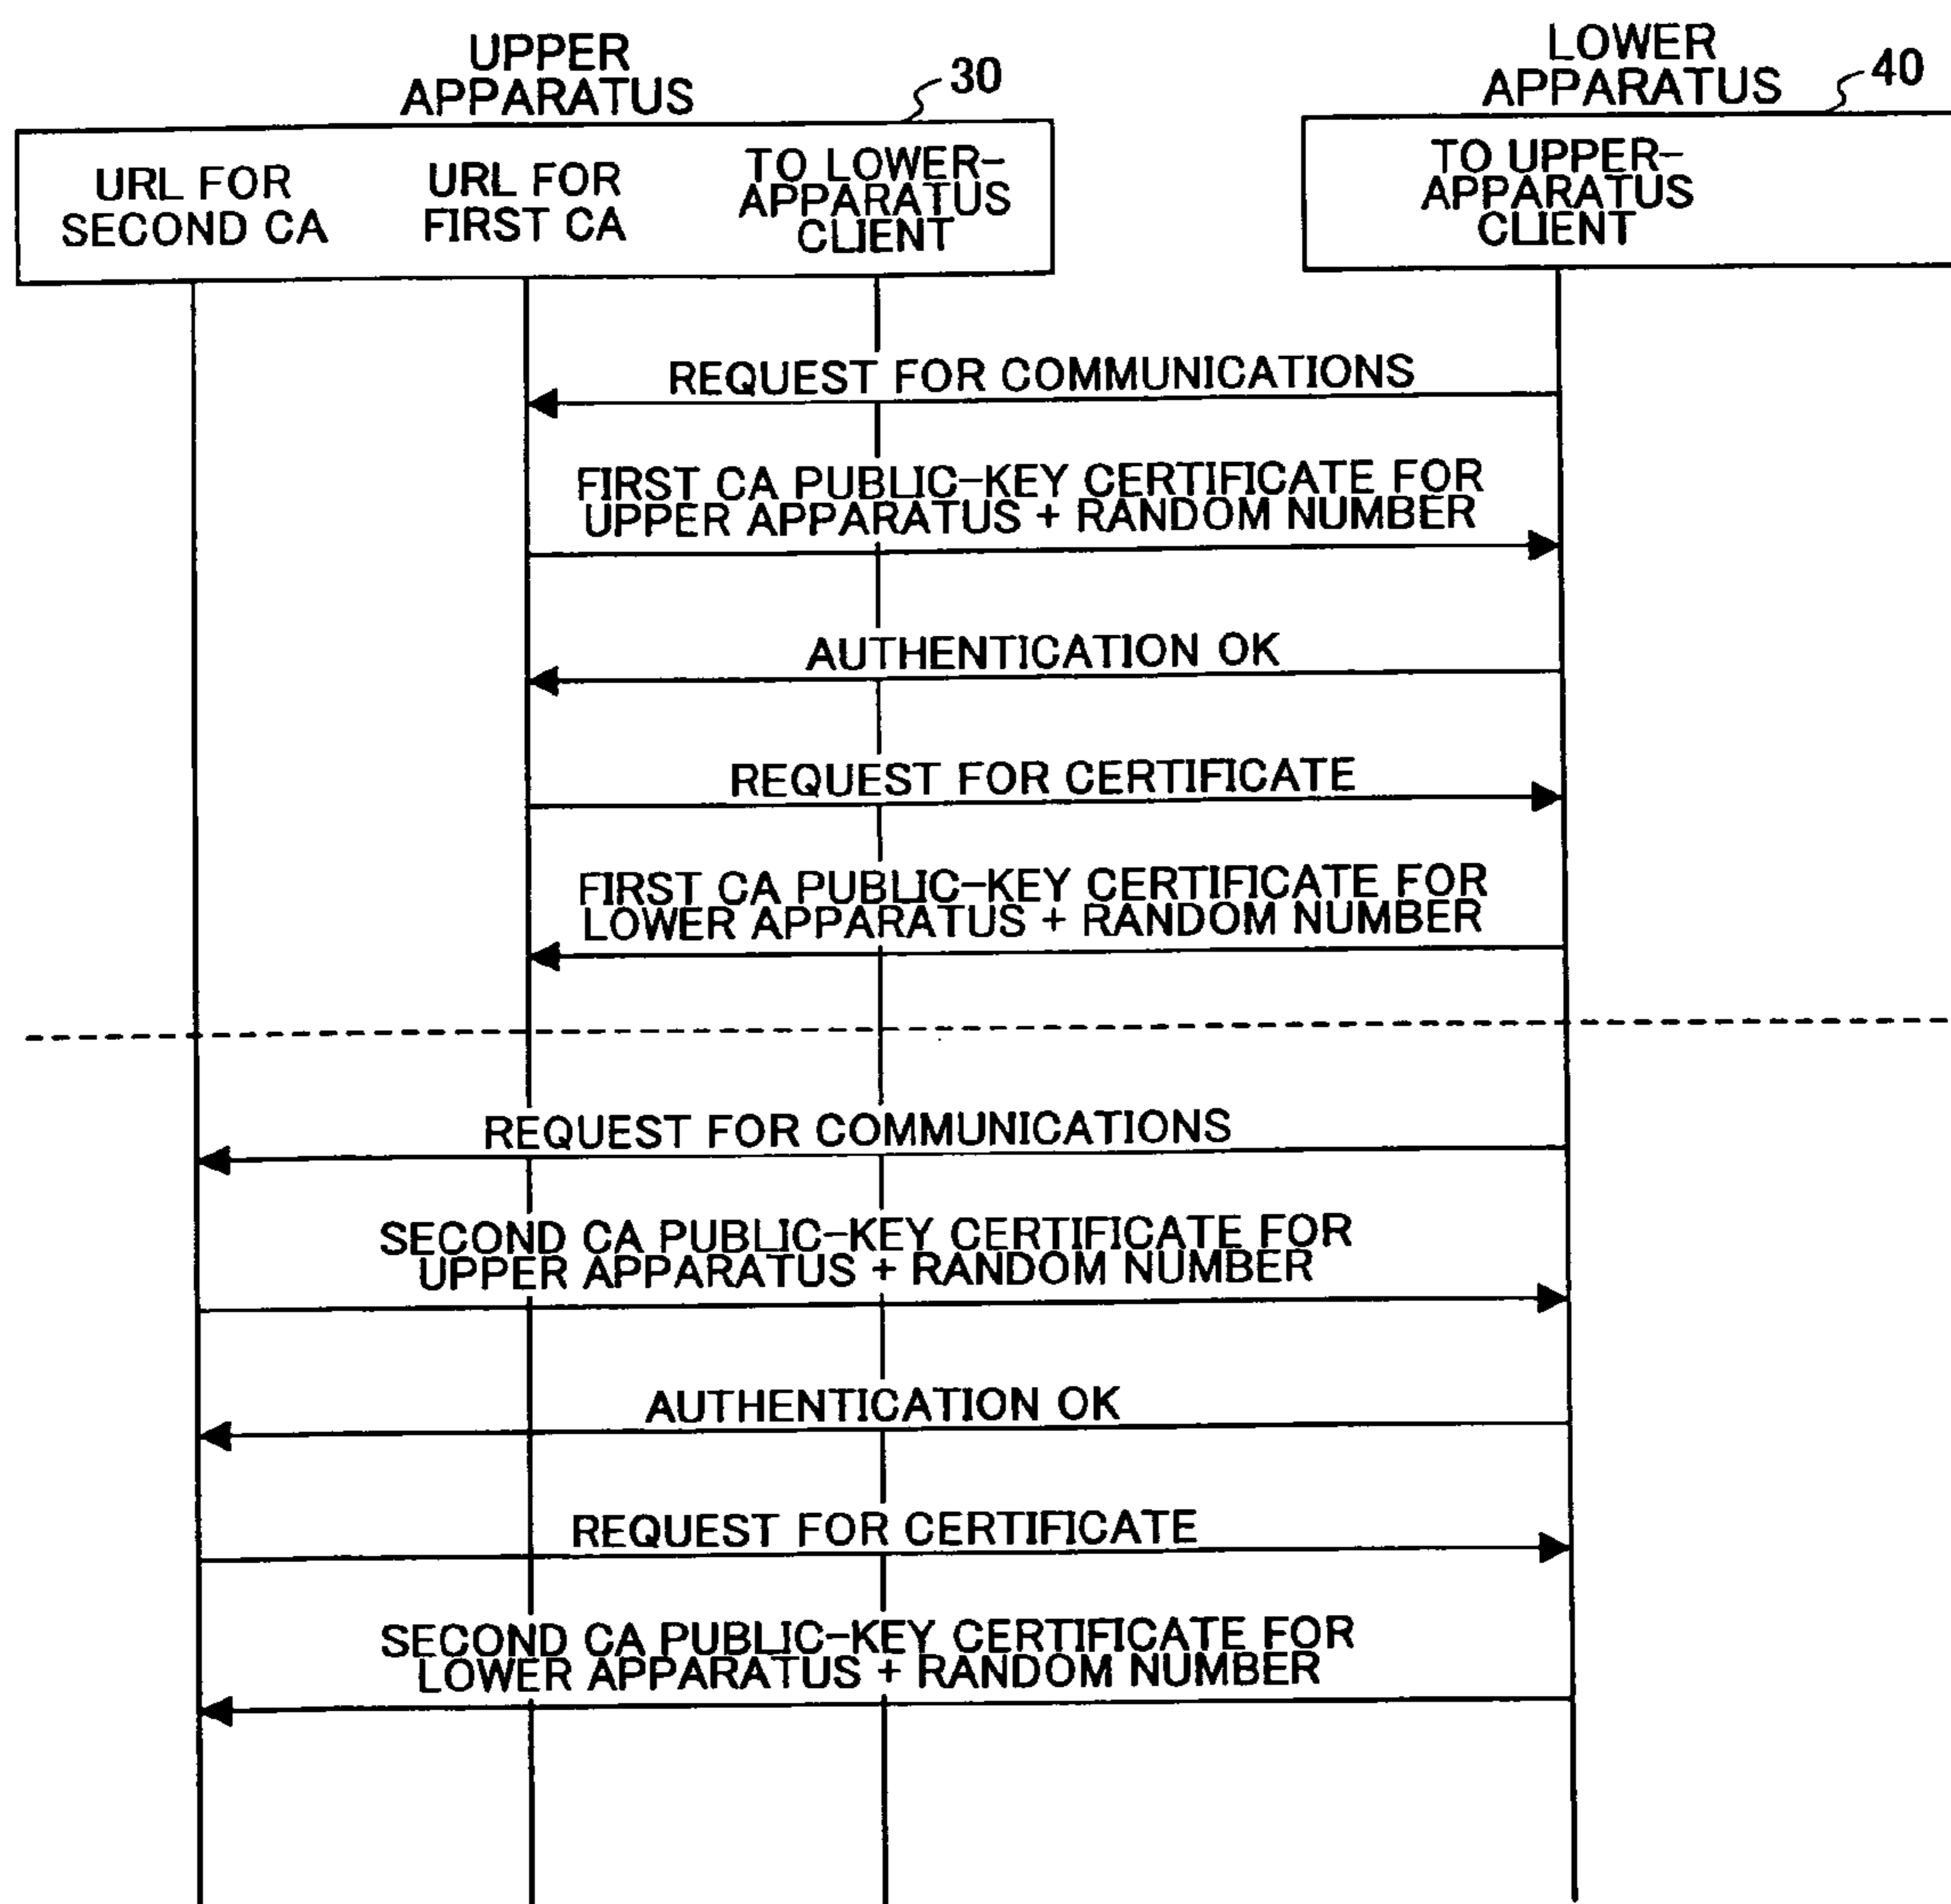 UPPER
APPARATUS
30
LOWER
APPARATUS
40
URL FOR
SECOND CA
URL FOR
FIRST CA
TO LOWER-
APPARATUS
CLIENT
TO UPPER-
APPARATUS
CLIENT
REQUEST FOR COMMUNICATIONS
FIRST CA PUBLIC-KEY CERTIFICATE FOR
UPPER APPARATUS + RANDOM NUMBER
AUTHENTICATION OK
REQUEST FOR CERTIFICATE
FIRST CA PUBLIC-KEY CERTIFICATE FOR
LOWER APPARATUS + RANDOM NUMBER
REQUEST FOR COMMUNICATIONS
SECOND CA PUBLIC-KEY CERTIFICATE FOR
UPPER APPARATUS + RANDOM NUMBER
AUTHENTICATION OK
REQUEST FOR CERTIFICATE
SECOND CA PUBLIC-KEY CERTIFICATE FOR
LOWER APPARATUS + RANDOM NUMBER